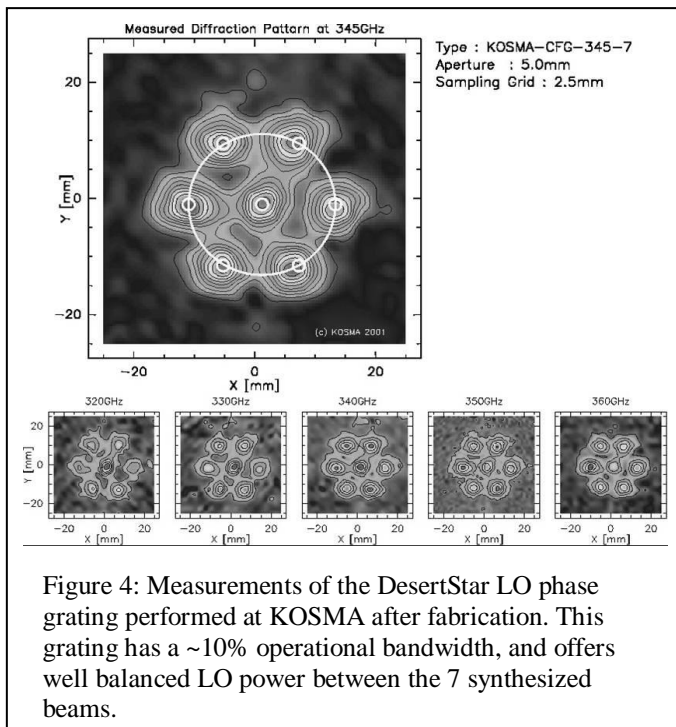 Measured Diffraction Pattern at 345GHz
Type : KOSMA-CFG-345-7
Aperture : 5.0mm
Sampling Grid : 2.5mm
20
0
−20
Y [mm]
(c) KOSMA 2001
−20 0 20
X [mm]
320GHz 330GHz 340GHz 350GHz 360GHz
20
10
0
−10
−20
Y [mm]
−20 0 20 −20 0 20 −20 0 20 −20 0 20 −20 0 20
X [mm] X [mm] X [mm] X [mm] X [mm]
Figure 4: Measurements of the DesertStar LO phase
grating performed at KOSMA after fabrication. This
grating has a ~10% operational bandwidth, and offers
well balanced LO power between the 7 synthesized
beams.